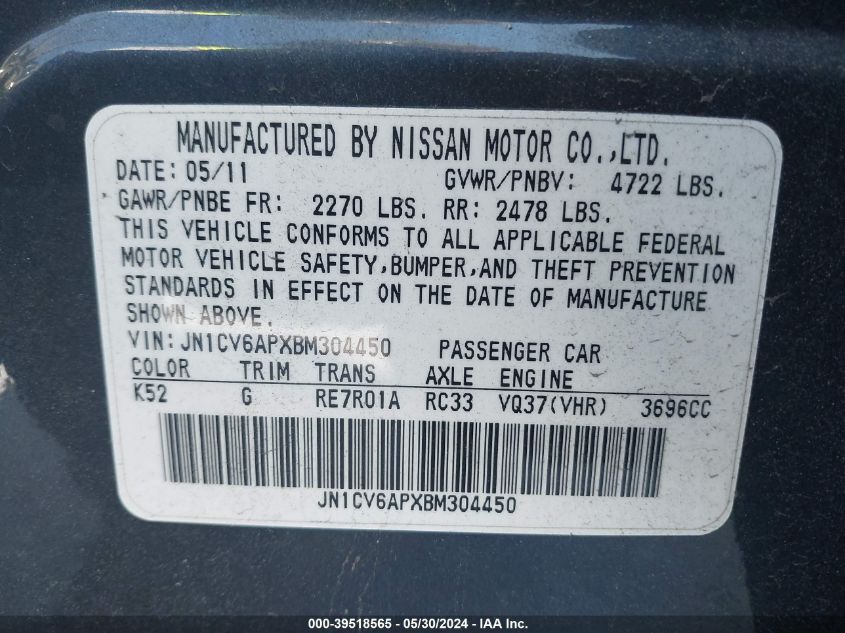 MANUFACTURED BY NISSAN MOTOR CO.,LTD.
DATE: 05/11 GVWR/PNBV: 4722 LBS.
GAWR/PNBE FR: 2270 LBS. RR: 2478 LBS.
THIS VEHICLE CONFORMS TO ALL APPLICABLE FEDERAL
MOTOR VEHICLE SAFETY,BUMPER,AND THEFT PREVENTION
STANDARDS IN EFFECT ON THE DATE OF MANUFACTURE
SHOWN ABOVE.
VIN: JN1CV6APXBM304450 PASSENGER CAR
COLOR TRIM TRANS AXLE ENGINE
K52 G RE7R01A RC33 VQ37(VHR) 3696CC
JN1CV6APXBM304450
000-39518565 - 05/30/2024 - IAA Inc.